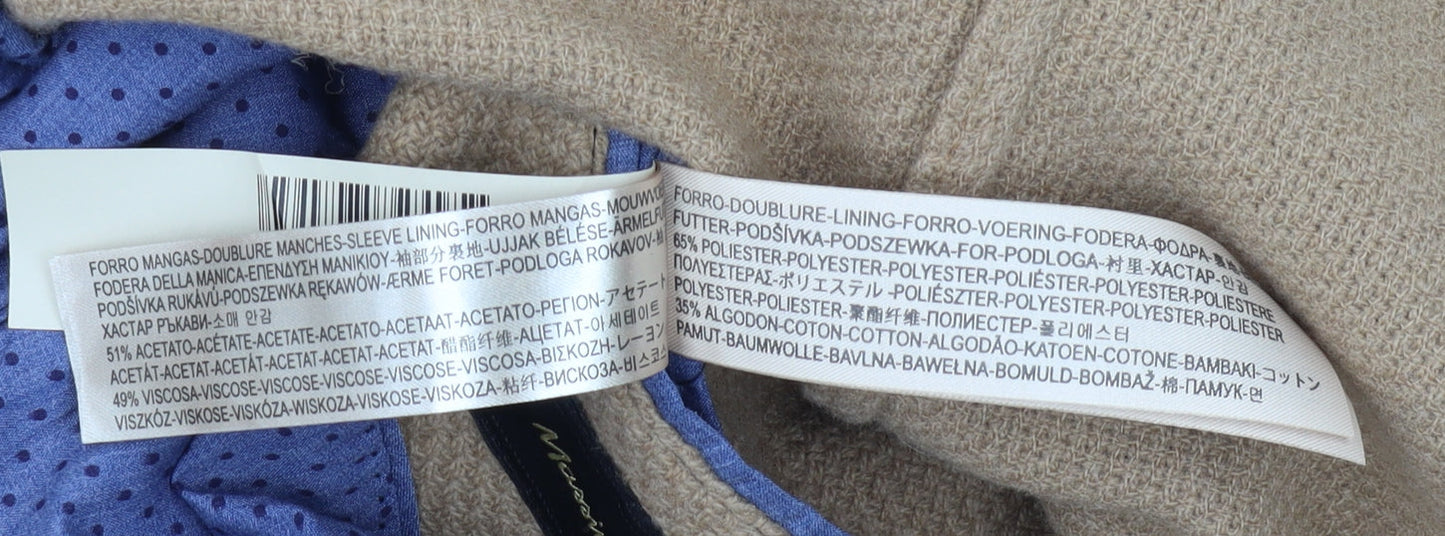 FORRO MANGAS-DOUBLURE MANCHES-SLEEVE LINING-FORRO MANGAS-MOUWVOE
FODERA DELLA MANICA-ΕΠΕΝΔΥΣΗ ΜΑΝΙΚΙΟΥ-袖部分裏地-UJJAK BÉLÉSE-ÄRMELFU
PODŠÍVKA RUKÁVŮ-PODSZEWKA RĘKAWÓW-ÆRME FORET-PODLOGA ROKAVOV-
ХАСТАР РЪКАВИ-소매 안감
51% ACETATO-ACÉTATE-ACETATE-ACETATO-ACETAAT-ACETATO-ΡΕΓΙΟΝ-アセテート
ACETÁT-ACETAT-ACETÁT-ACETAT-ACETAT-ACETAT-醋酯纤维-АЦЕТАТ-아세테이트
49% VISCOSA-VISCOSE-VISCOSE-VISCOSE-VISCOSE-VISCOSA-ΒΙΣΚΟΖΗ-レーヨン
VISZKÓZ-VISKOSE-VISKÓZA-WISKOZA-VISKOSE-VISKOZA-粘纤-ВИСКОЗА-비스코스
FORRO-DOUBLURE-LINING-FORRO-VOERING-FODERA-ΦΟΔΡΑ-
FUTTER-PODŠÍVKA-PODSZEWKA-FOR-PODLOGA-衬里-ХАСТАР-안감
65% POLIESTER-POLYESTER-POLYESTER-POLIÉSTER-POLYESTER-POLIESTERE
ΠΟΛΥΕΣΤΕΡΑΣ-ポリエステル-POLIÉSZTER-POLYESTER-POLYESTER-POLYESTER
POLYESTER-POLIESTER-聚酯纤维-ПОЛИЕСТЕР-폴리에스터
35% ALGODON-COTON-COTTON-ALGODÃO-KATOEN-COTONE-ΒΑΜΒΑΚΙ-コットン
PAMUT-BAUMWOLLE-BAVLNA-BAWEŁNA-BOMULD-BOMBAŽ-棉-ПАМУК-면
Massi